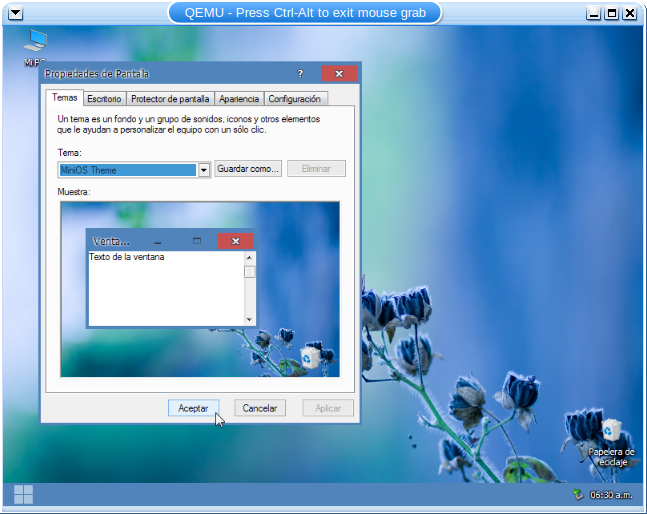 QEMU - Press Ctrl-Alt to exit mouse grab
Propiedades de Pantalla
?
Temas
Escritorio
Protector de pantalla
Apariencia
Configuración
Un tema es un fondo y un grupo de sonidos, iconos y otros elementos
que le ayudan a personalizar el equipo con un sólo clic.
Tema:
MiniOS Theme
Guardar como...
Eliminar
Muestra:
Venta...
Texto de la ventana
Aceptar
Cancelar
Aplicar
Papelera de
reciclaje
06:30 a.m.